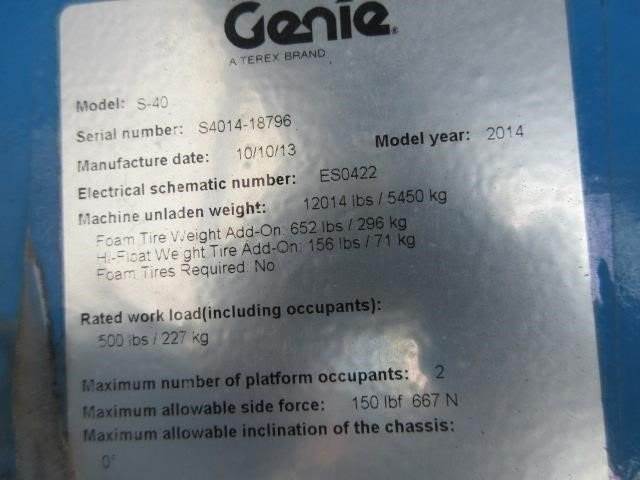 Genie
A TEREX BRAND
Model: S-40
Serial number: S4014-18796
Model year: 2014
Manufacture date: 10/10/13
Electrical schematic number: ES0422
Machine unladen weight: 12014 lbs / 5450 kg
Foam Tire Weight Add-On: 652 lbs / 296 kg
Hi-Float Weight Tire Add-On: 156 lbs / 71 kg
Foam Tires Required: No
Rated work load(including occupants):
500 lbs / 227 kg
Maximum number of platform occupants: 2
Maximum allowable side force: 150 lbf 667 N
Maximum allowable inclination of the chassis:
0°